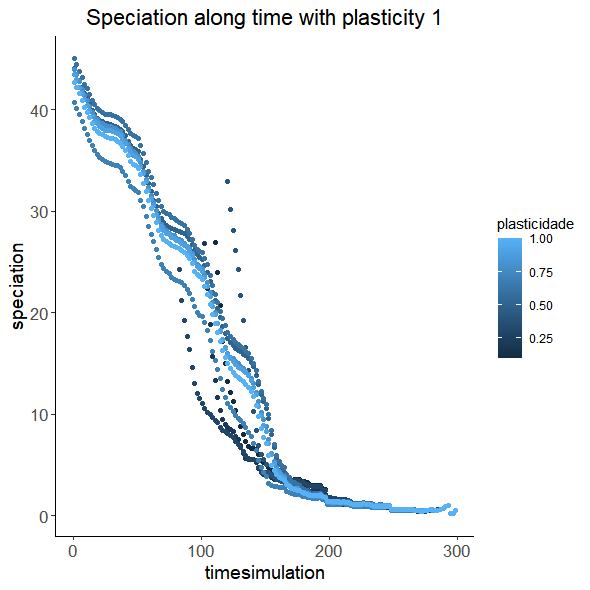 Speciation along time with plasticity 1
speciation
40
30
20
10
0
0 100 200 300
timesimulation
plasticidade
1.00
0.75
0.50
0.25